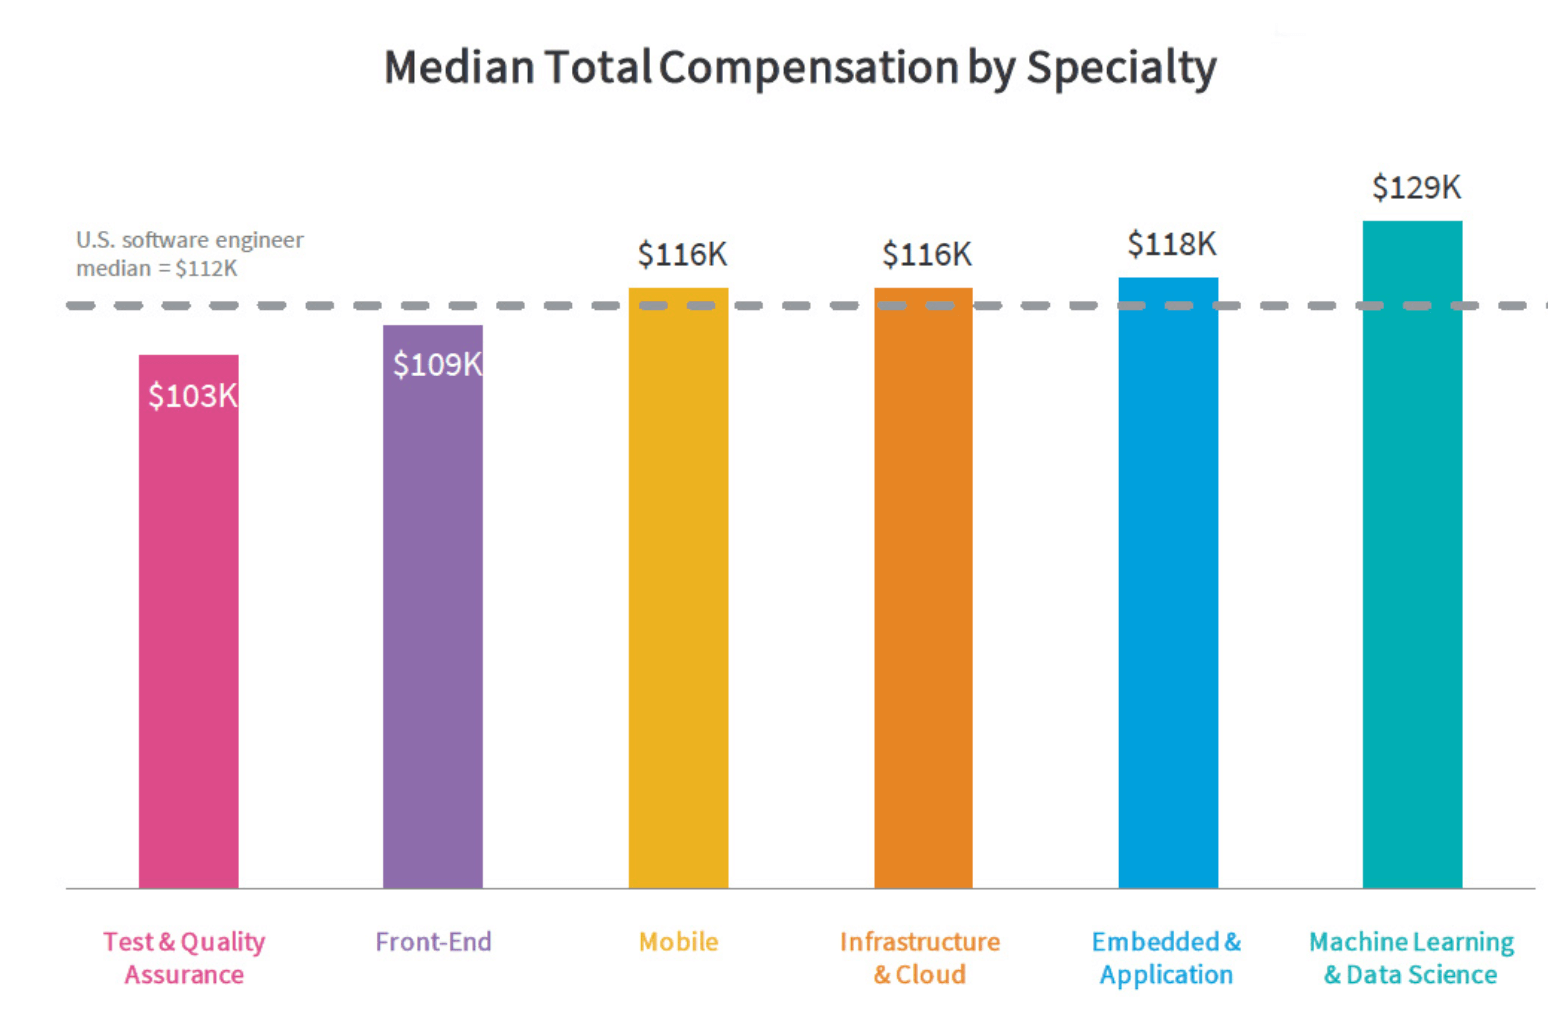 Median Total Compensation by Specialty
U.S. software engineer
median = $112K
$103K
$109K
$116K
$116K
$118K
$129K
Test & Quality
Assurance
Front-End
Mobile
Infrastructure
& Cloud
Embedded &
Application
Machine Learning
& Data Science